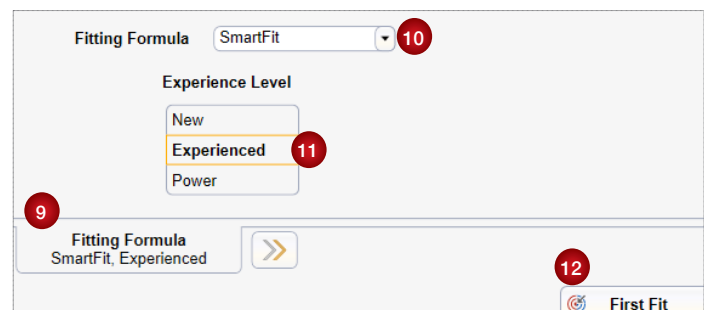 Fitting Formula SmartFit 10
Experience Level
New
Experienced 11
Power
9
Fitting Formula
SmartFit, Experienced
12
First Fit